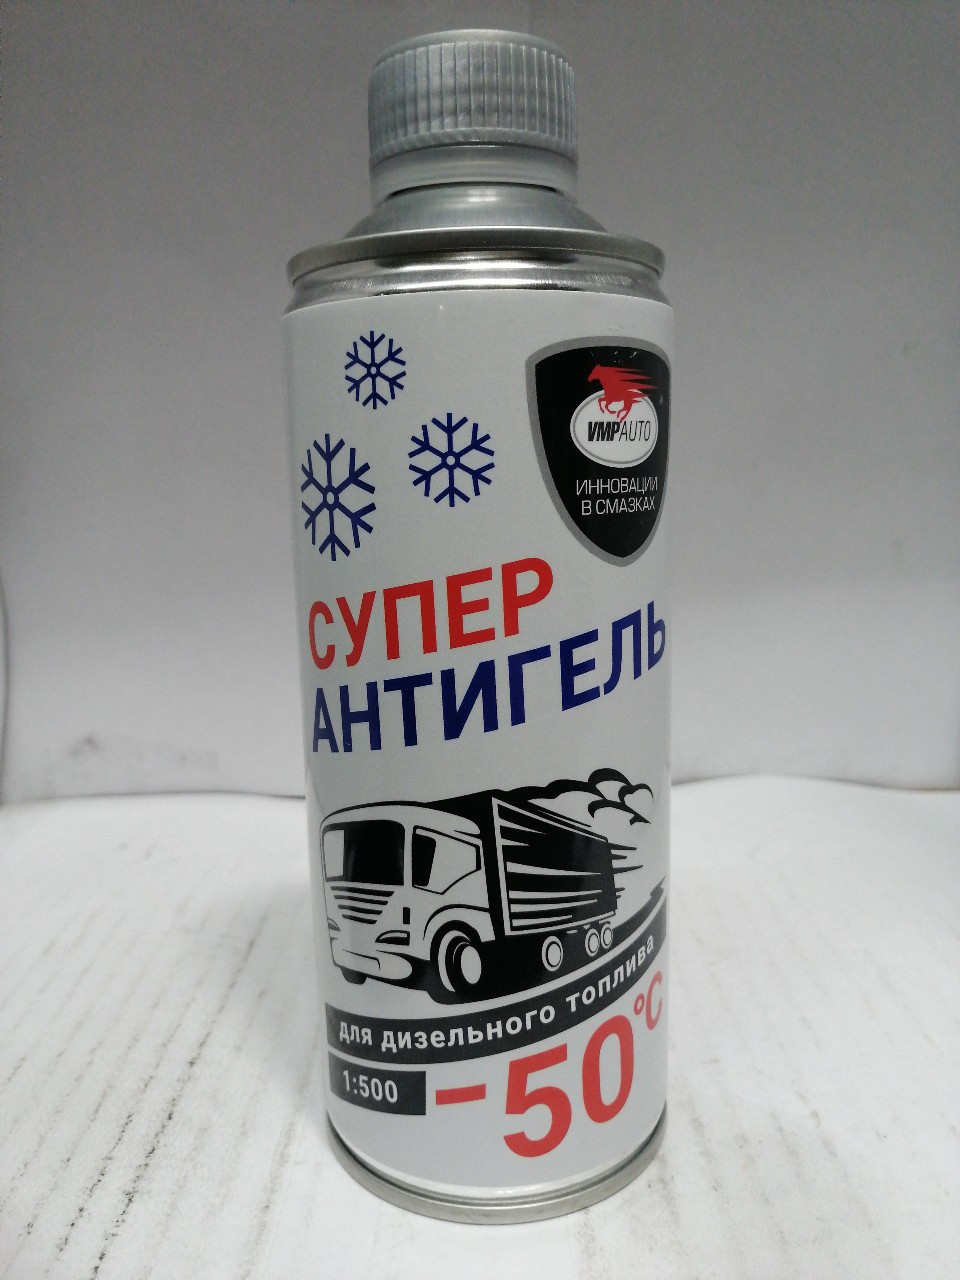 VMPAUTO
ИННОВАЦИИ
В СМАЗКАХ
СУПЕР
АНТИГЕЛЬ
для дизельного топлива
1:500
-50°C